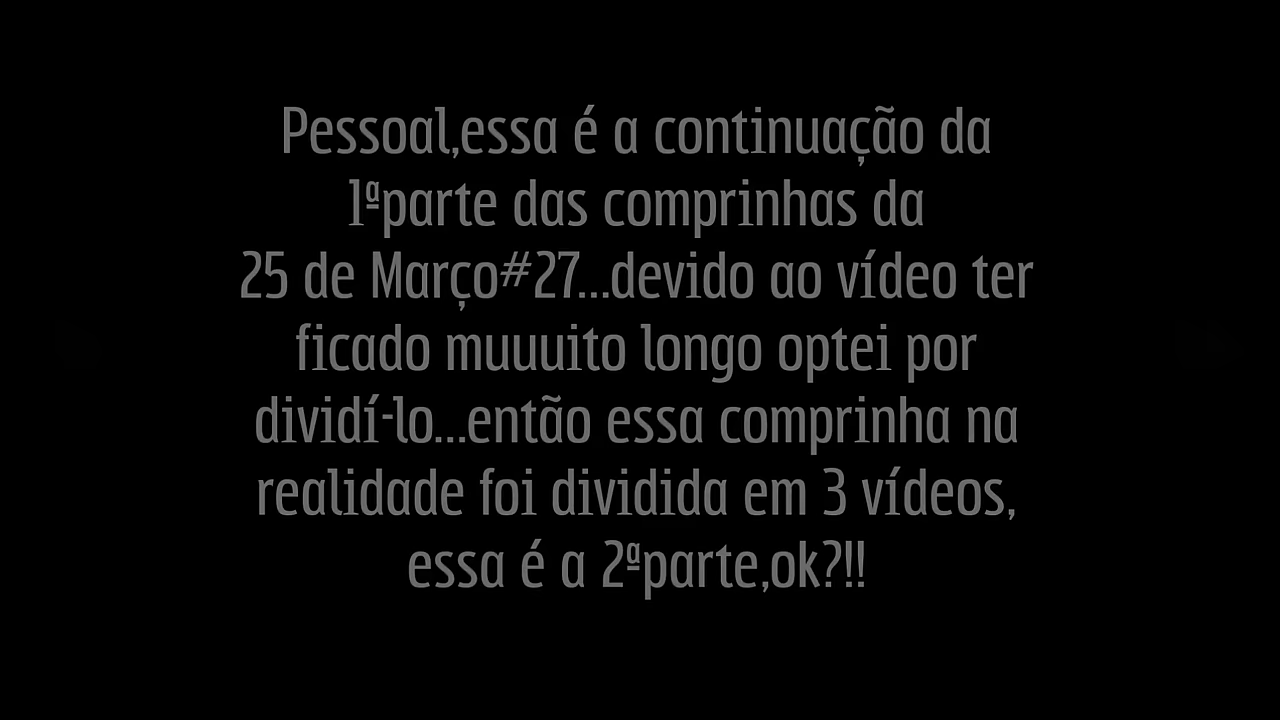 Pessoal,essa é a continuação da
1ªparte das comprinhas da
25 de Março#27...devido ao vídeo ter
ficado muuuito longo optei por
dividí-lo...então essa comprinha na
realidade foi dividida em 3 vídeos,
essa é a 2ªparte,ok?!!